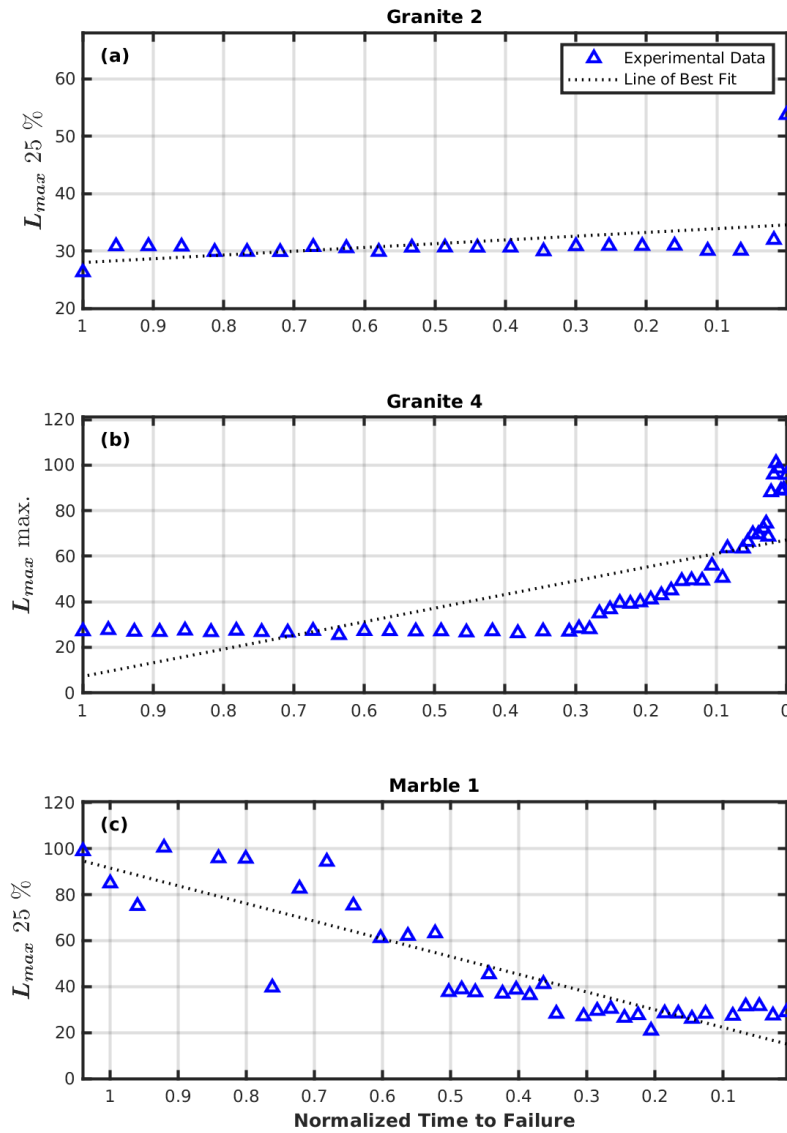 Granite 2
(a)
Experimental Data
Line of Best Fit
L_max 25 %
60
50
40
30
20
1 0.9 0.8 0.7 0.6 0.5 0.4 0.3 0.2 0.1
Granite 4
(b)
L_max max.
120
100
80
60
40
20
0
1 0.9 0.8 0.7 0.6 0.5 0.4 0.3 0.2 0.1 0
Marble 1
(c)
L_max 25 %
120
100
80
60
40
20
0
1 0.9 0.8 0.7 0.6 0.5 0.4 0.3 0.2 0.1
Normalized Time to Failure